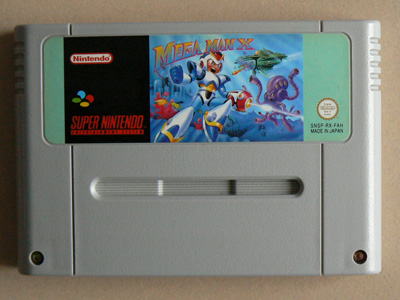 Nintendo
MEGA MAN X
SUPER NINTENDO
ENTERTAINMENT SYSTEM
SNSP-RX-FAH
MADE IN JAPAN